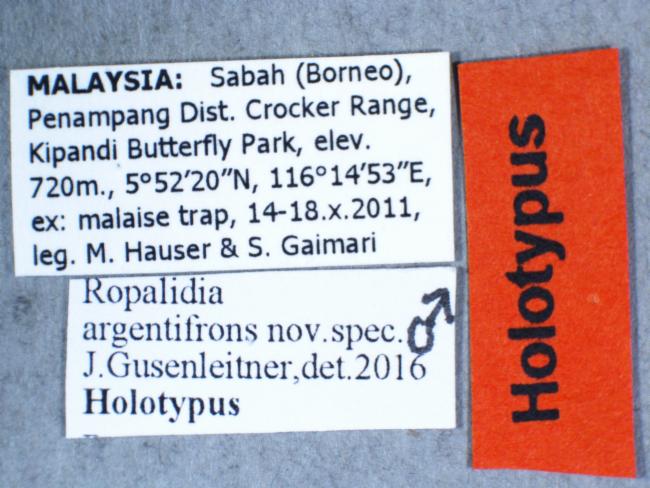 MALAYSIA: Sabah (Borneo),
Penampang Dist. Crocker Range,
Kipandi Butterfly Park, elev.
720m., 5°52'20"N, 116°14'53"E,
ex: malaise trap, 14-18.x.2011,
leg. M. Hauser & S. Gaimari
Ropalidia
argentifrons nov.spec. ♂
J.Gusenleitner,det.2016
Holotypus
Holotypus